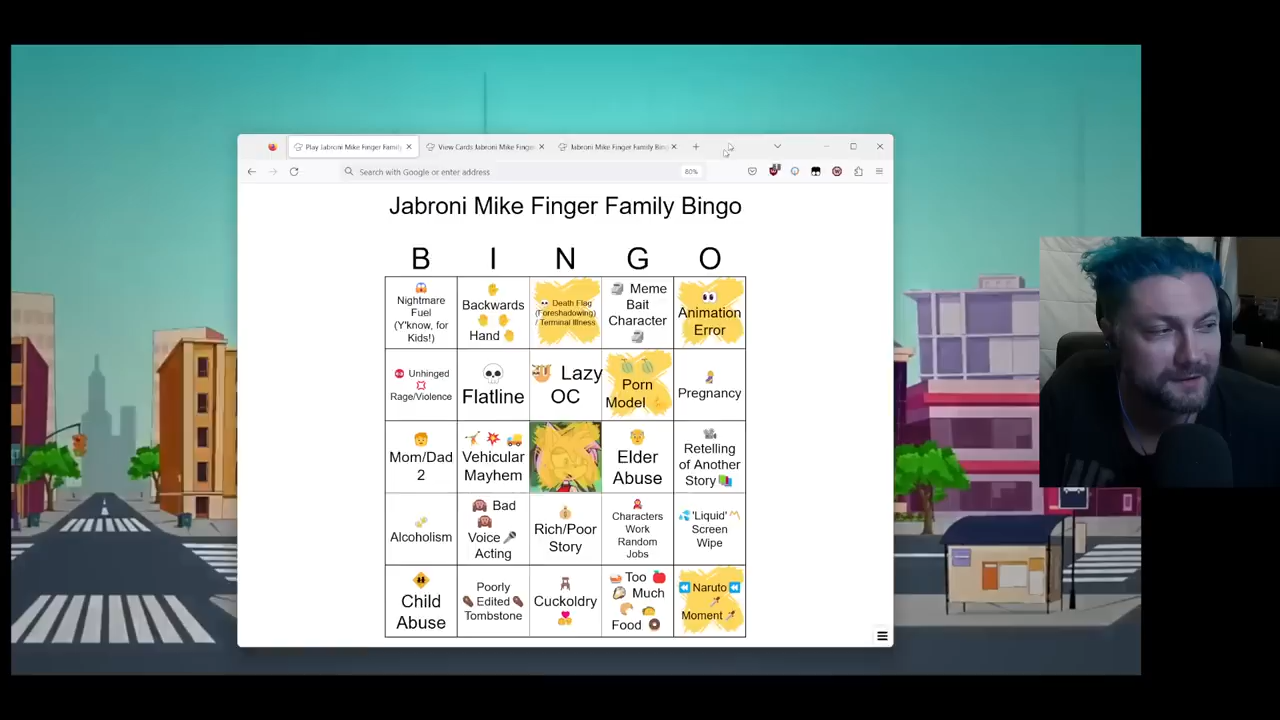 Play Jabroni Mike Finger Family
View Cards Jabroni Mike Finger
Jabroni Mike Finger Family Bing
Search with Google or enter address
80%
Jabroni Mike Finger Family Bingo
B I N G O
Nightmare
Fuel
(Y'know, for
Kids!)
Backwards
Hand
Death Flag
(Foreshadowing)
/ Terminal Illness
Meme
Bait
Character
Animation
Error
Unhinged
Rage/Violence
Flatline
Lazy
OC
Porn
Model
Pregnancy
Mom/Dad
2
Vehicular
Mayhem
Elder
Abuse
Retelling
of Another
Story
Alcoholism
Bad
Voice
Acting
Rich/Poor
Story
Characters
Work
Random
Jobs
'Liquid'
Screen
Wipe
Child
Abuse
Poorly
Edited
Tombstone
Cuckoldry
Too
Much
Food
Naruto
Moment